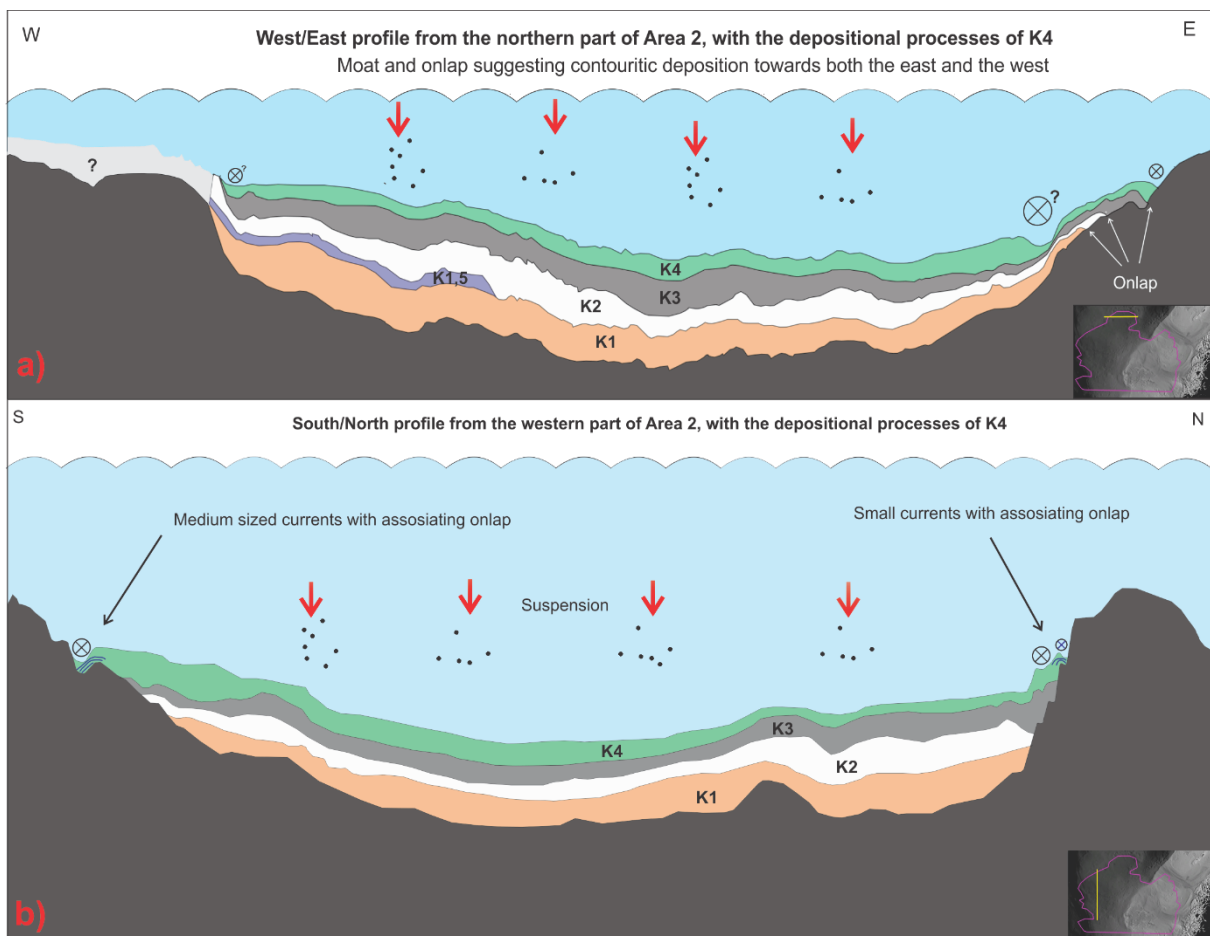 W
E
West/East profile from the northern part of Area 2, with the depositional processes of K4
Moat and onlap suggesting contouritic deposition towards both the east and the west
?
?
?
K4
K1,5
K3
K2
Onlap
K1
a)
S
N
South/North profile from the western part of Area 2, with the depositional processes of K4
Medium sized currents with assosiating onlap
Small currents with assosiating onlap
Suspension
K3
K4
K2
K1
b)